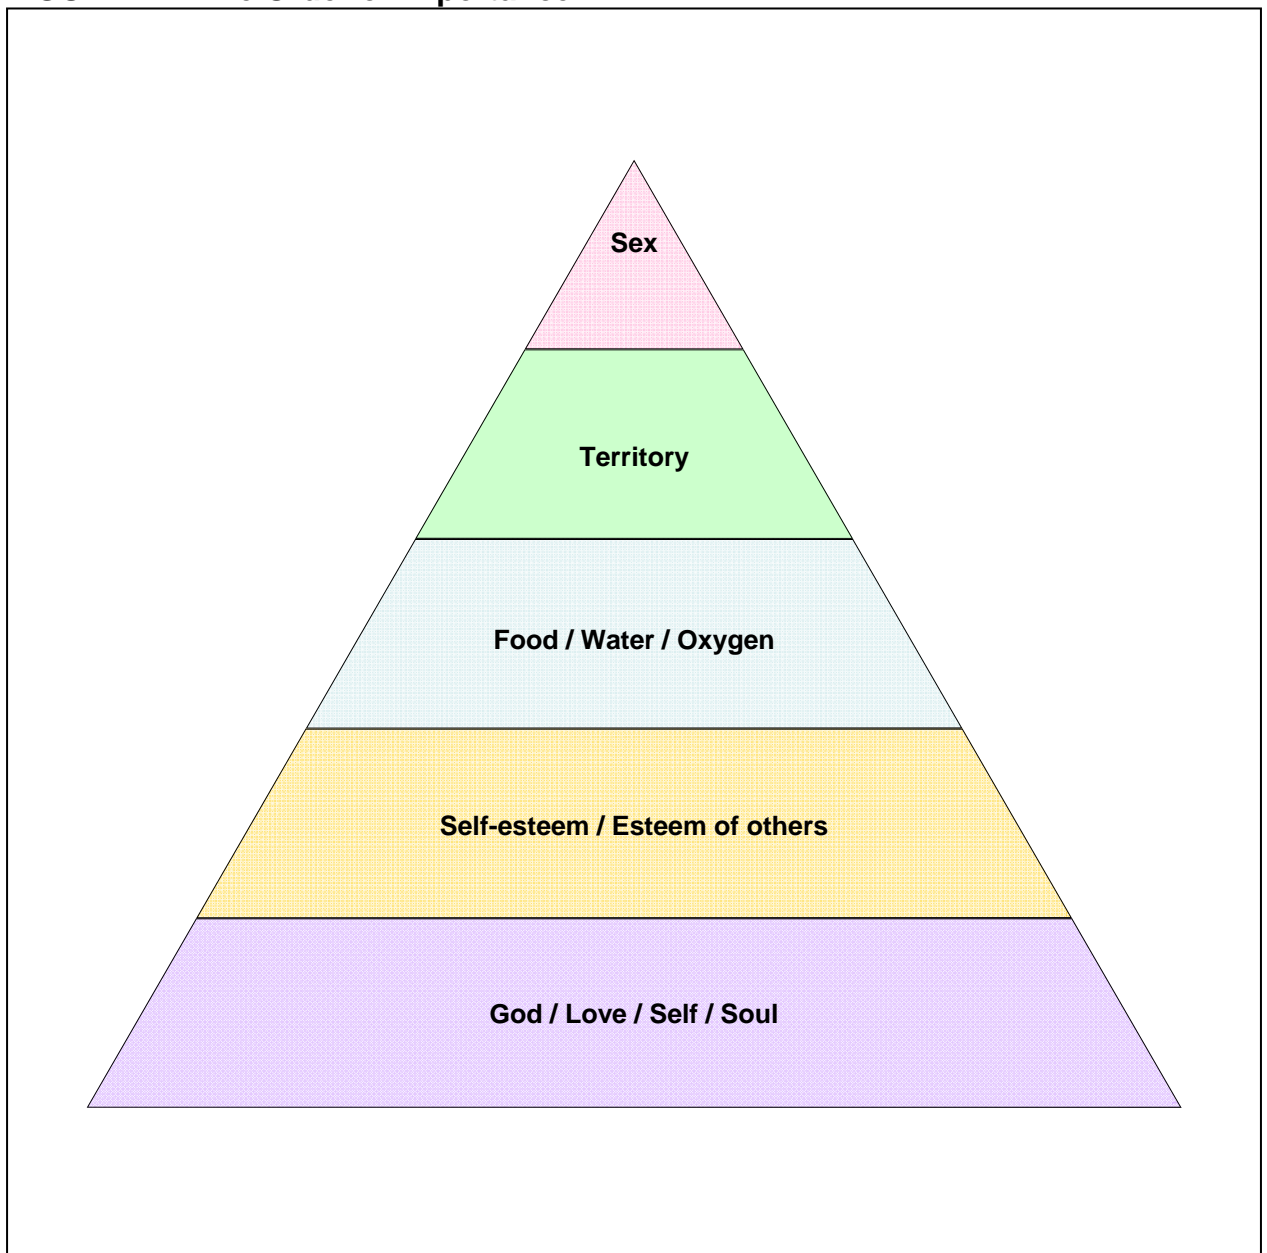 Sex
Territory
Food / Water / Oxygen
Self-esteem / Esteem of others
God / Love / Self / Soul